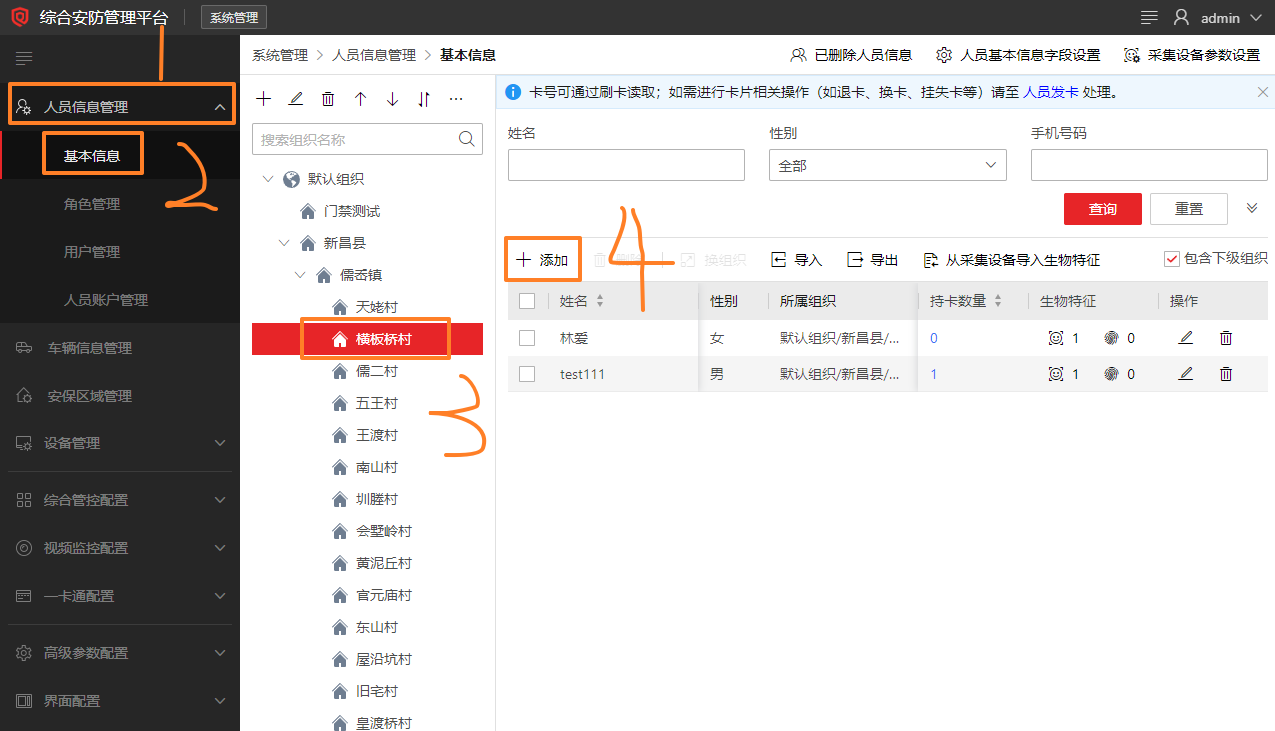 综合安防管理平台 系统管理 admin
系统管理 > 人员信息管理 > 基本信息 已删除人员信息 人员基本信息字段设置 采集设备参数设置
1
人员信息管理
基本信息
2
角色管理
用户管理
人员账户管理
车辆信息管理
安保区域管理
设备管理
综合管控配置
视频监控配置
一卡通配置
高级参数配置
界面配置
搜索组织名称
默认组织
门禁测试
新昌县
儒岙镇
天姥村
横板桥村
儒二村
五王村
3
王渡村
南山村
圳塍村
会墅岭村
黄泥丘村
官元庙村
东山村
屋沿坑村
旧宅村
皇渡桥村
卡号可通过刷卡读取；如需进行卡片相关操作（如退卡、换卡、挂失卡等）请至 人员发卡 处理。
姓名 性别 手机号码
全部
查询 重置
4
添加 删除 换组织 导入 导出 从采集设备导入生物特征 包含下级组织
姓名 性别 所属组织 持卡数量 生物特征 操作
林爱 女 默认组织/新昌县/... 0 1 0
test111 男 默认组织/新昌县/... 1 1 0